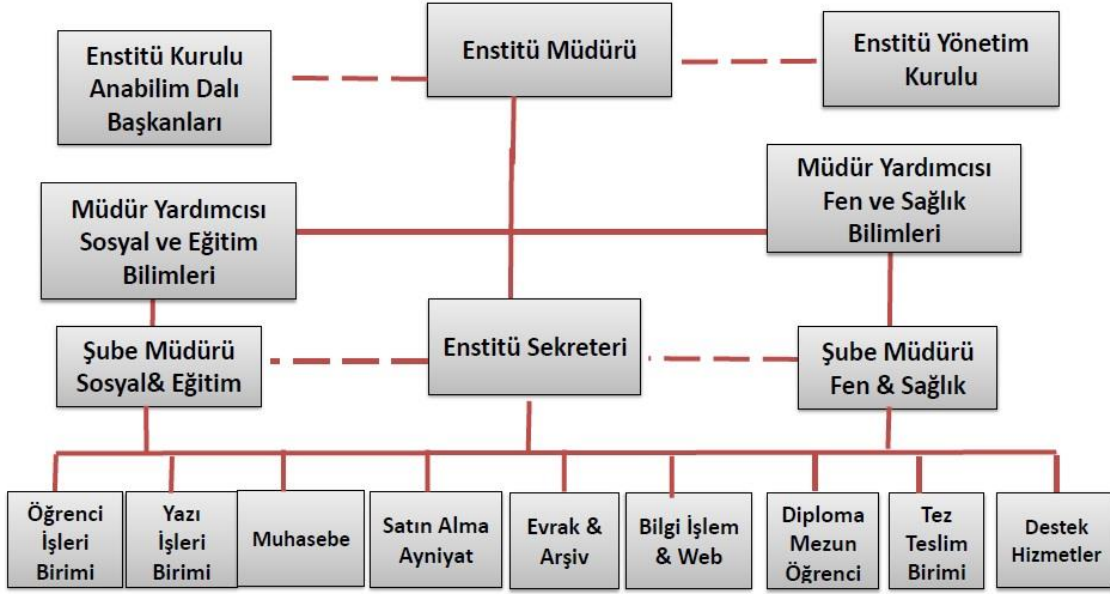 Enstitü Kurulu
Anabilim Dalı
Başkanları
Enstitü Müdürü
Enstitü Yönetim
Kurulu
Müdür Yardımcısı
Sosyal ve Eğitim
Bilimleri
Müdür Yardımcısı
Fen ve Sağlık
Bilimleri
Şube Müdürü
Sosyal& Eğitim
Enstitü Sekreteri
Şube Müdürü
Fen & Sağlık
Öğrenci
İşleri
Birimi
Yazı
İşleri
Birimi
Muhasebe
Satın Alma
Ayniyat
Evrak &
Arşiv
Bilgi İşlem
& Web
Diploma
Mezun
Öğrenci
Tez
Teslim
Birimi
Destek
Hizmetler